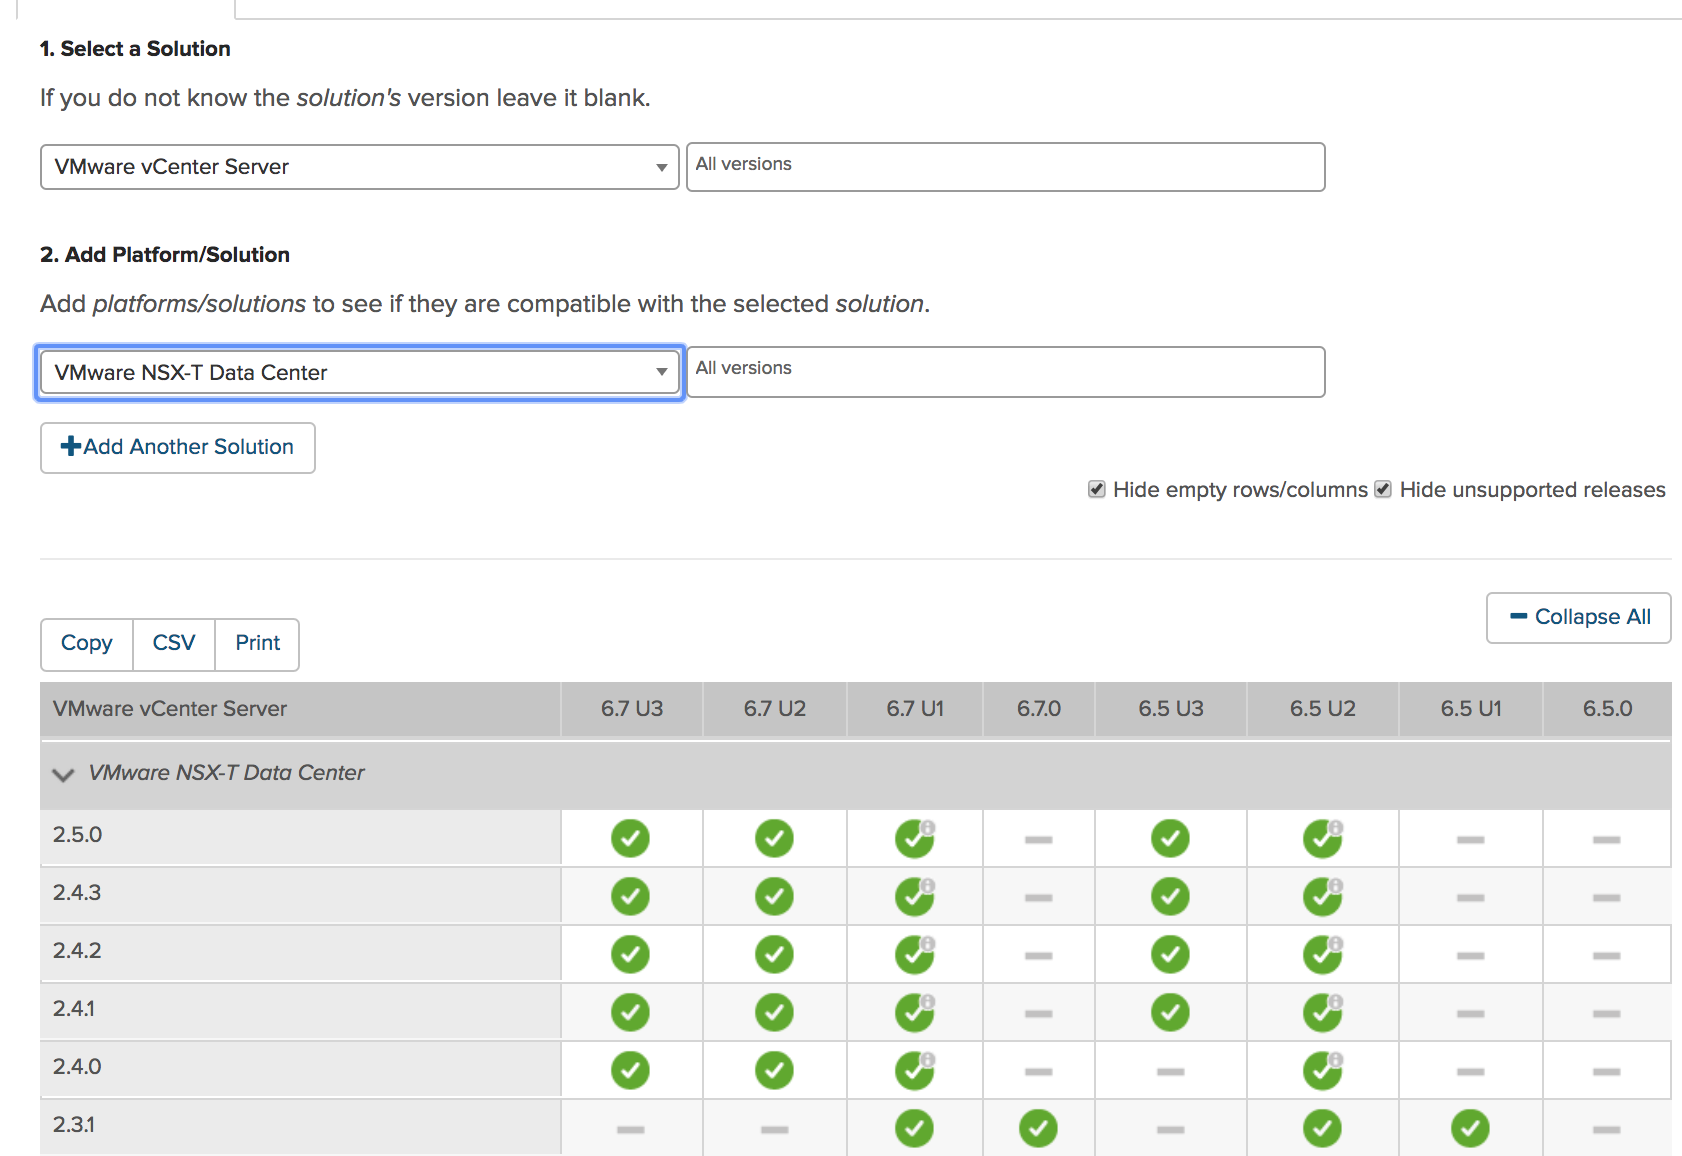 1. Select a Solution
If you do not know the solution's version leave it blank.
VMware vCenter Server All versions
2. Add Platform/Solution
Add platforms/solutions to see if they are compatible with the selected solution.
VMware NSX-T Data Center All versions
Add Another Solution
Hide empty rows/columns Hide unsupported releases
Collapse All
Copy CSV Print
VMware vCenter Server 6.7 U3 6.7 U2 6.7 U1 6.7.0 6.5 U3 6.5 U2 6.5 U1 6.5.0
VMware NSX-T Data Center
2.5.0
2.4.3
2.4.2
2.4.1
2.4.0
2.3.1